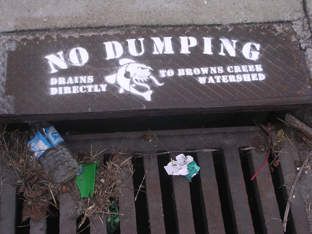 NO DUMPING
DRAINS TO BROWNS CREEK
DIRECTLY WATERSHED